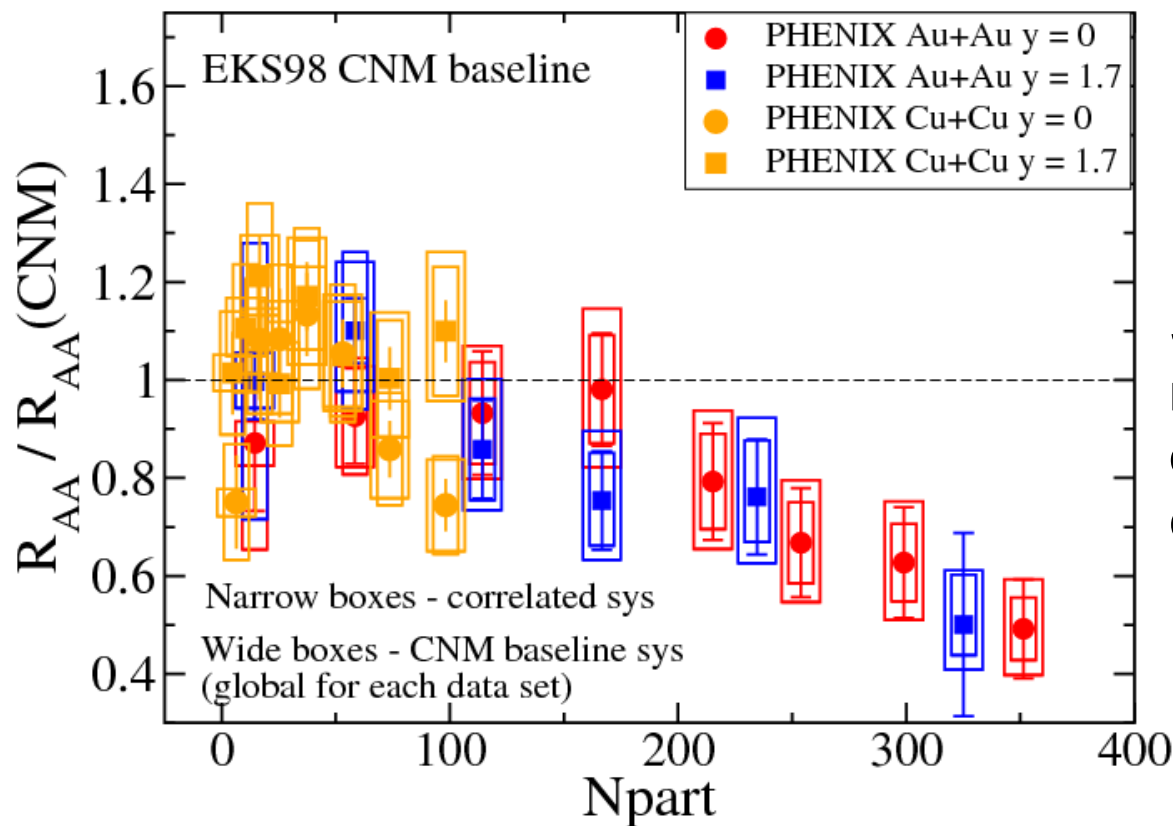 EKS98 CNM baseline
PHENIX Au+Au y = 0
PHENIX Au+Au y = 1.7
PHENIX Cu+Cu y = 0
PHENIX Cu+Cu y = 1.7
R_AA / R_AA(CNM)
1.6
1.4
1.2
1
0.8
0.6
0.4
Narrow boxes - correlated sys
Wide boxes - CNM baseline sys
(global for each data set)
0 100 200 300 400
Npart